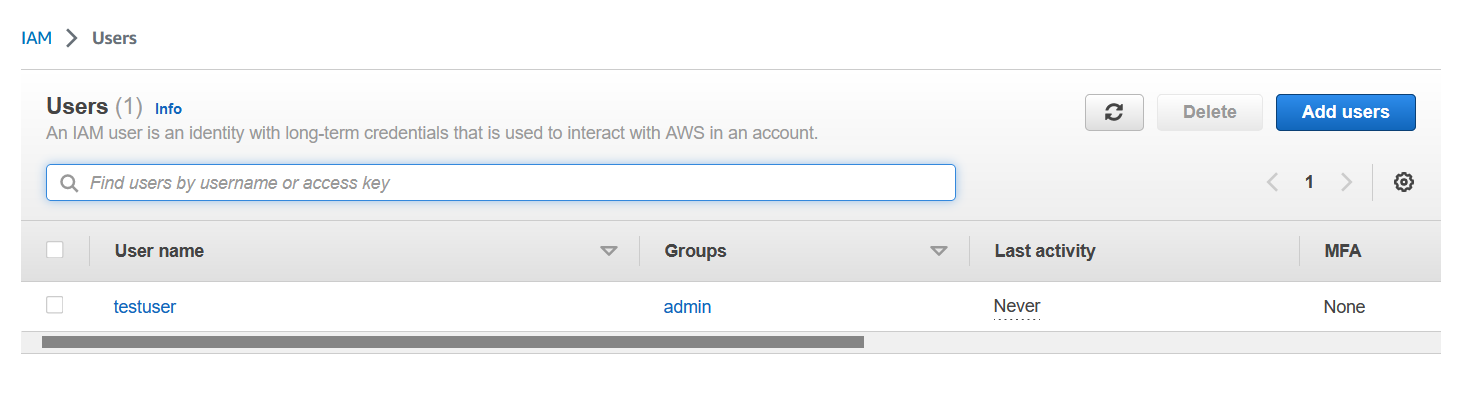 IAM > Users
Users (1) Info
An IAM user is an identity with long-term credentials that is used to interact with AWS in an account.
Delete
Add users
Find users by username or access key
1
User name Groups Last activity MFA
testuser admin Never None